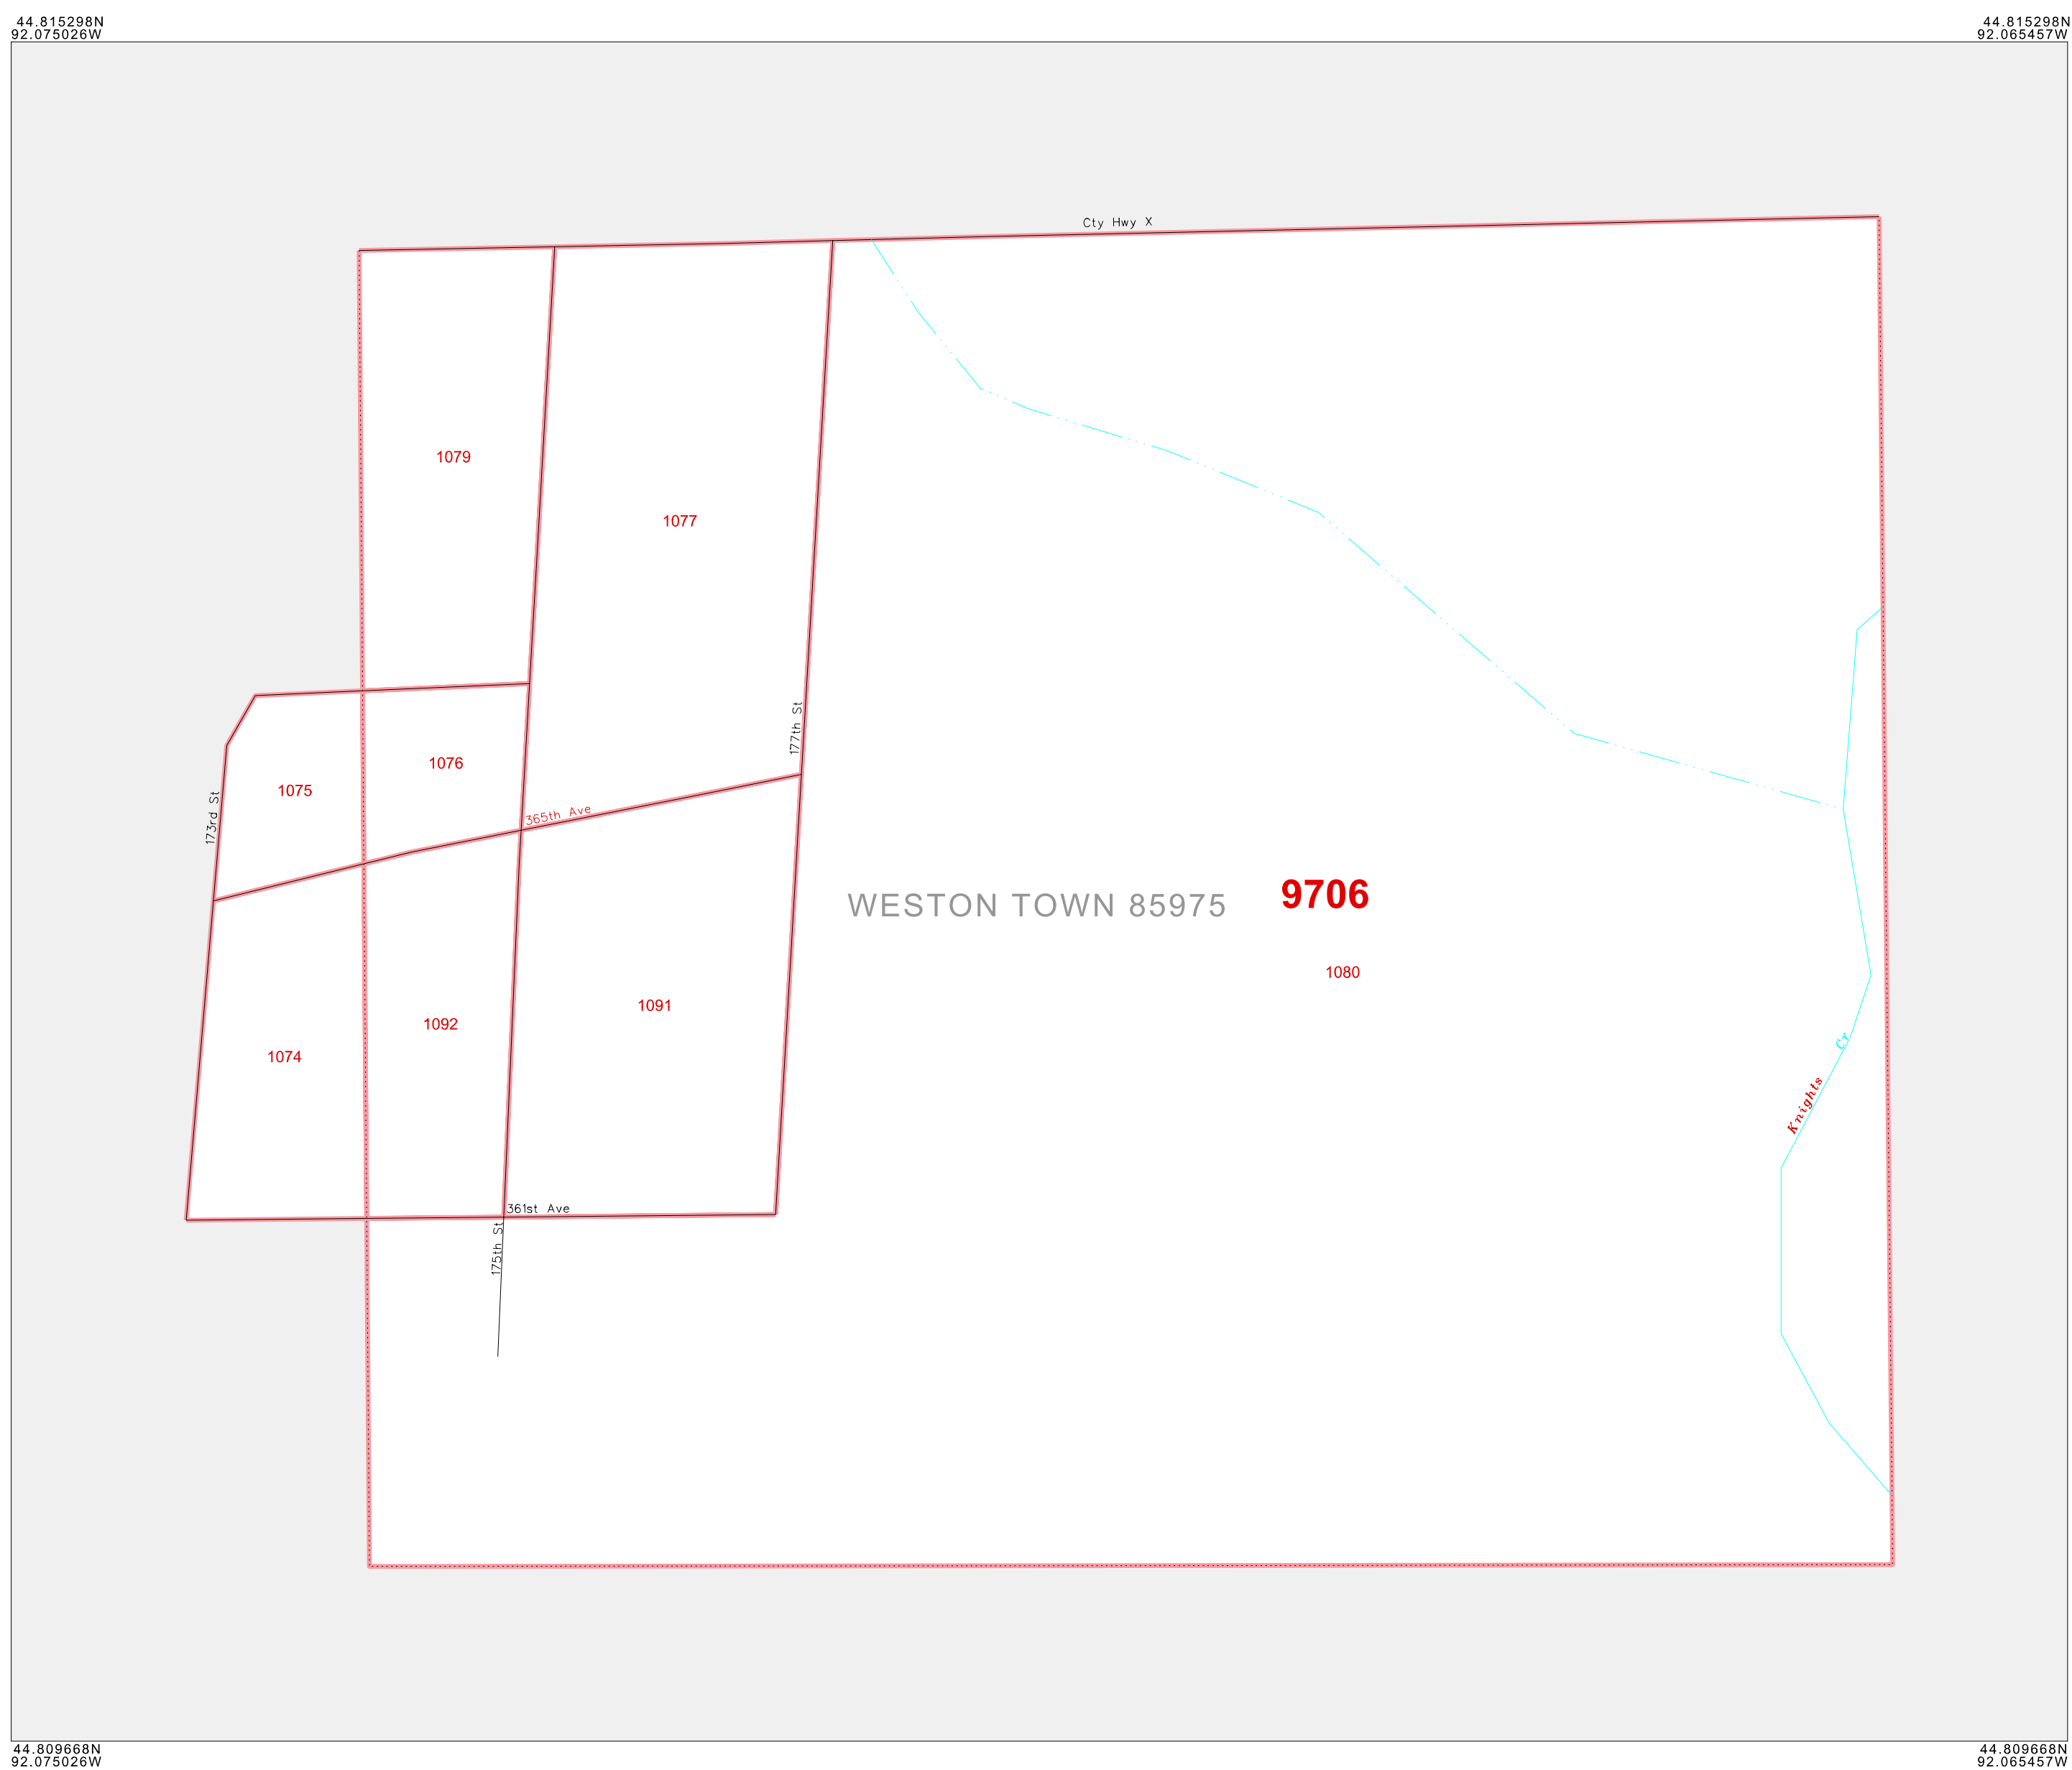 44.815298N
92.075026W
44.815298N
92.065457W
Cty Hwy X
1079
1077
177th St
1076
1075
173rd St
365th Ave
9706
WESTON TOWN 85975
1080
1091
1092
1074
Knights Cr
361st Ave
175th St
44.809668N
92.075026W
44.809668N
92.065457W